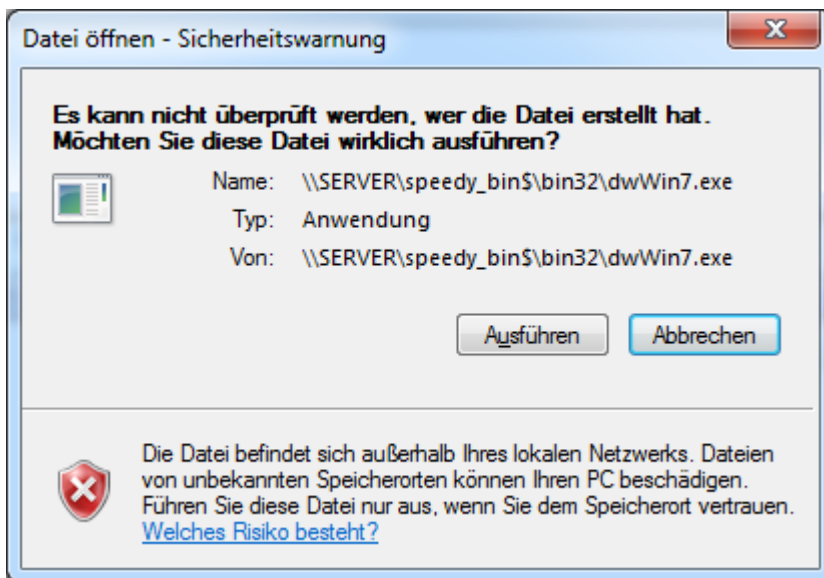 Datei öffnen - Sicherheitswarnung
Es kann nicht überprüft werden, wer die Datei erstellt hat.
Möchten Sie diese Datei wirklich ausführen?
Name: \\SERVER\speedy_bin$\bin32\dwWin7.exe
Typ: Anwendung
Von: \\SERVER\speedy_bin$\bin32\dwWin7.exe
Ausführen Abbrechen
Die Datei befindet sich außerhalb Ihres lokalen Netzwerks. Dateien
von unbekannten Speicherorten können Ihren PC beschädigen.
Führen Sie diese Datei nur aus, wenn Sie dem Speicherort vertrauen.
Welches Risiko besteht?